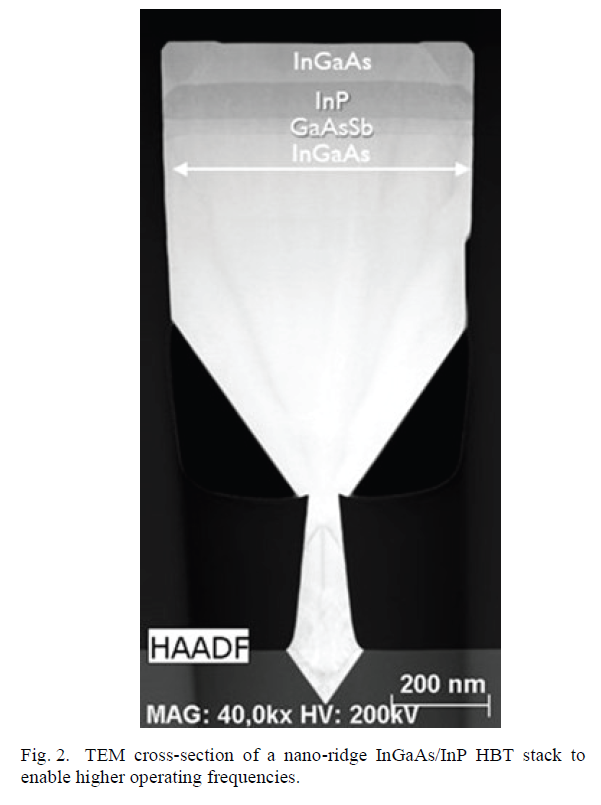 InGaAs
InP
GaAsSb
InGaAs
HAADF
200 nm
MAG: 40,0kx HV: 200kV
Fig. 2. TEM cross-section of a nano-ridge InGaAs/InP HBT stack to
enable higher operating frequencies.